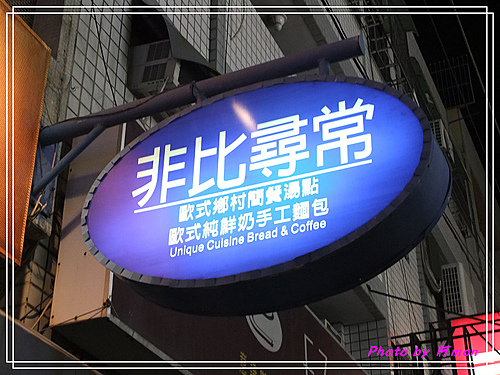 非比尋常
歐式鄉村簡餐湯點
歐式純鮮奶手工麵包
Unique Cuisine Bread & Coffee
Photo by Mina